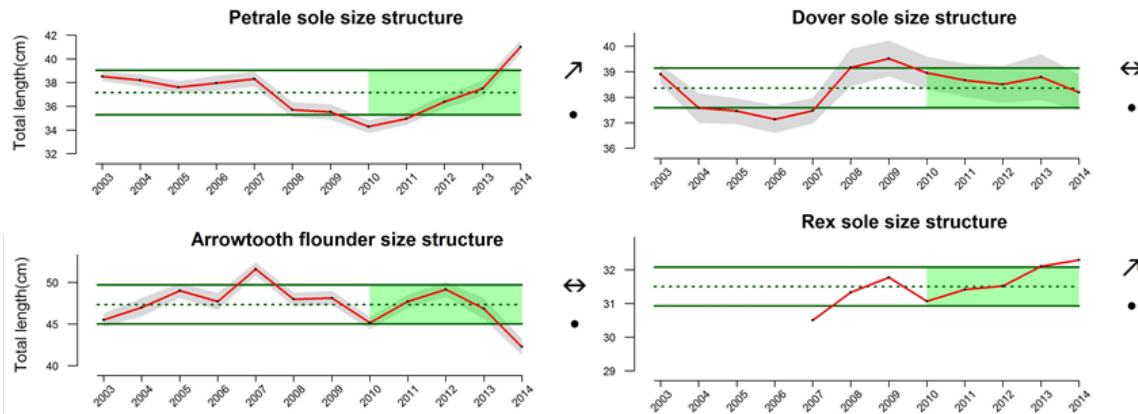 Petrale sole size structure
Total length(cm)
42
40
38
36
34
32
2003 2004 2005 2006 2007 2008 2009 2010 2011 2012 2013 2014
Dover sole size structure
40
39
38
37
36
2003 2004 2005 2006 2007 2008 2009 2010 2011 2012 2013 2014
Arrowtooth flounder size structure
Total length(cm)
50
45
40
2003 2004 2005 2006 2007 2008 2009 2010 2011 2012 2013 2014
Rex sole size structure
32
31
30
29
2003 2004 2005 2006 2007 2008 2009 2010 2011 2012 2013 2014